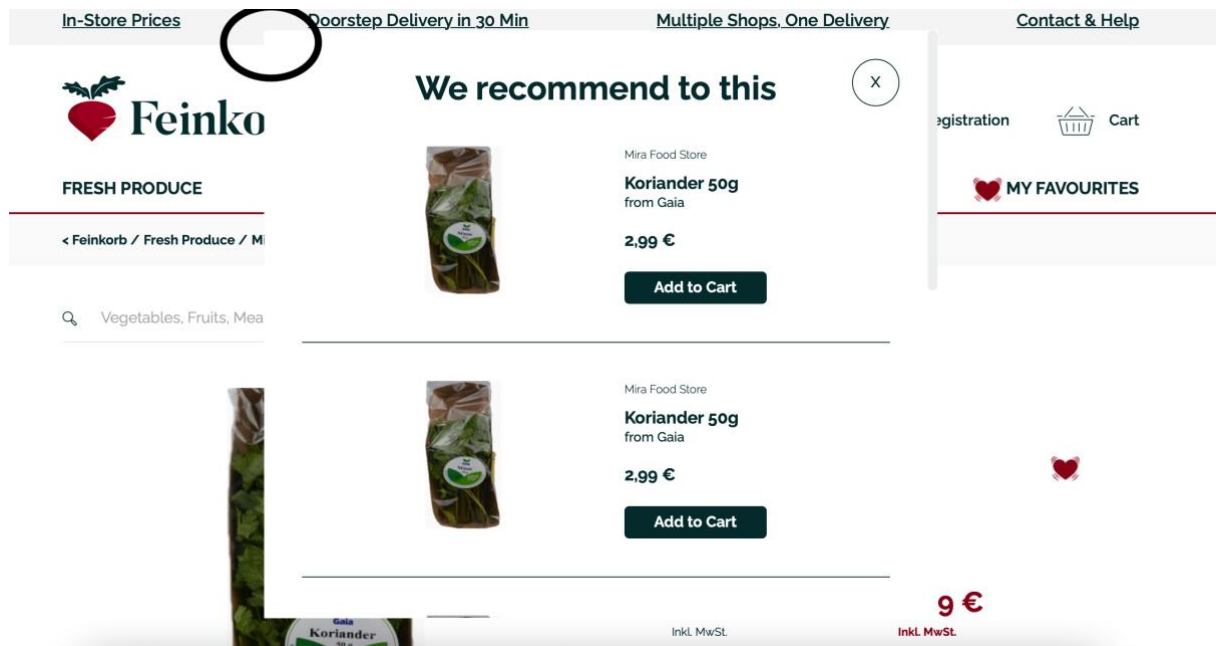 In-Store Prices
Doorstep Delivery in 30 Min
Multiple Shops, One Delivery
Contact & Help
We recommend to this
X
Feinko
egistration
Cart
FRESH PRODUCE
MY FAVOURITES
< Feinkorb / Fresh Produce / Mi
Vegetables, Fruits, Mea
Mira Food Store
Koriander 50g
from Gaia
2,99 €
Add to Cart
Mira Food Store
Koriander 50g
from Gaia
2,99 €
Add to Cart
9 €
Gaia
Koriander
50 g
Inkl. MwSt.
Inkl. MwSt.